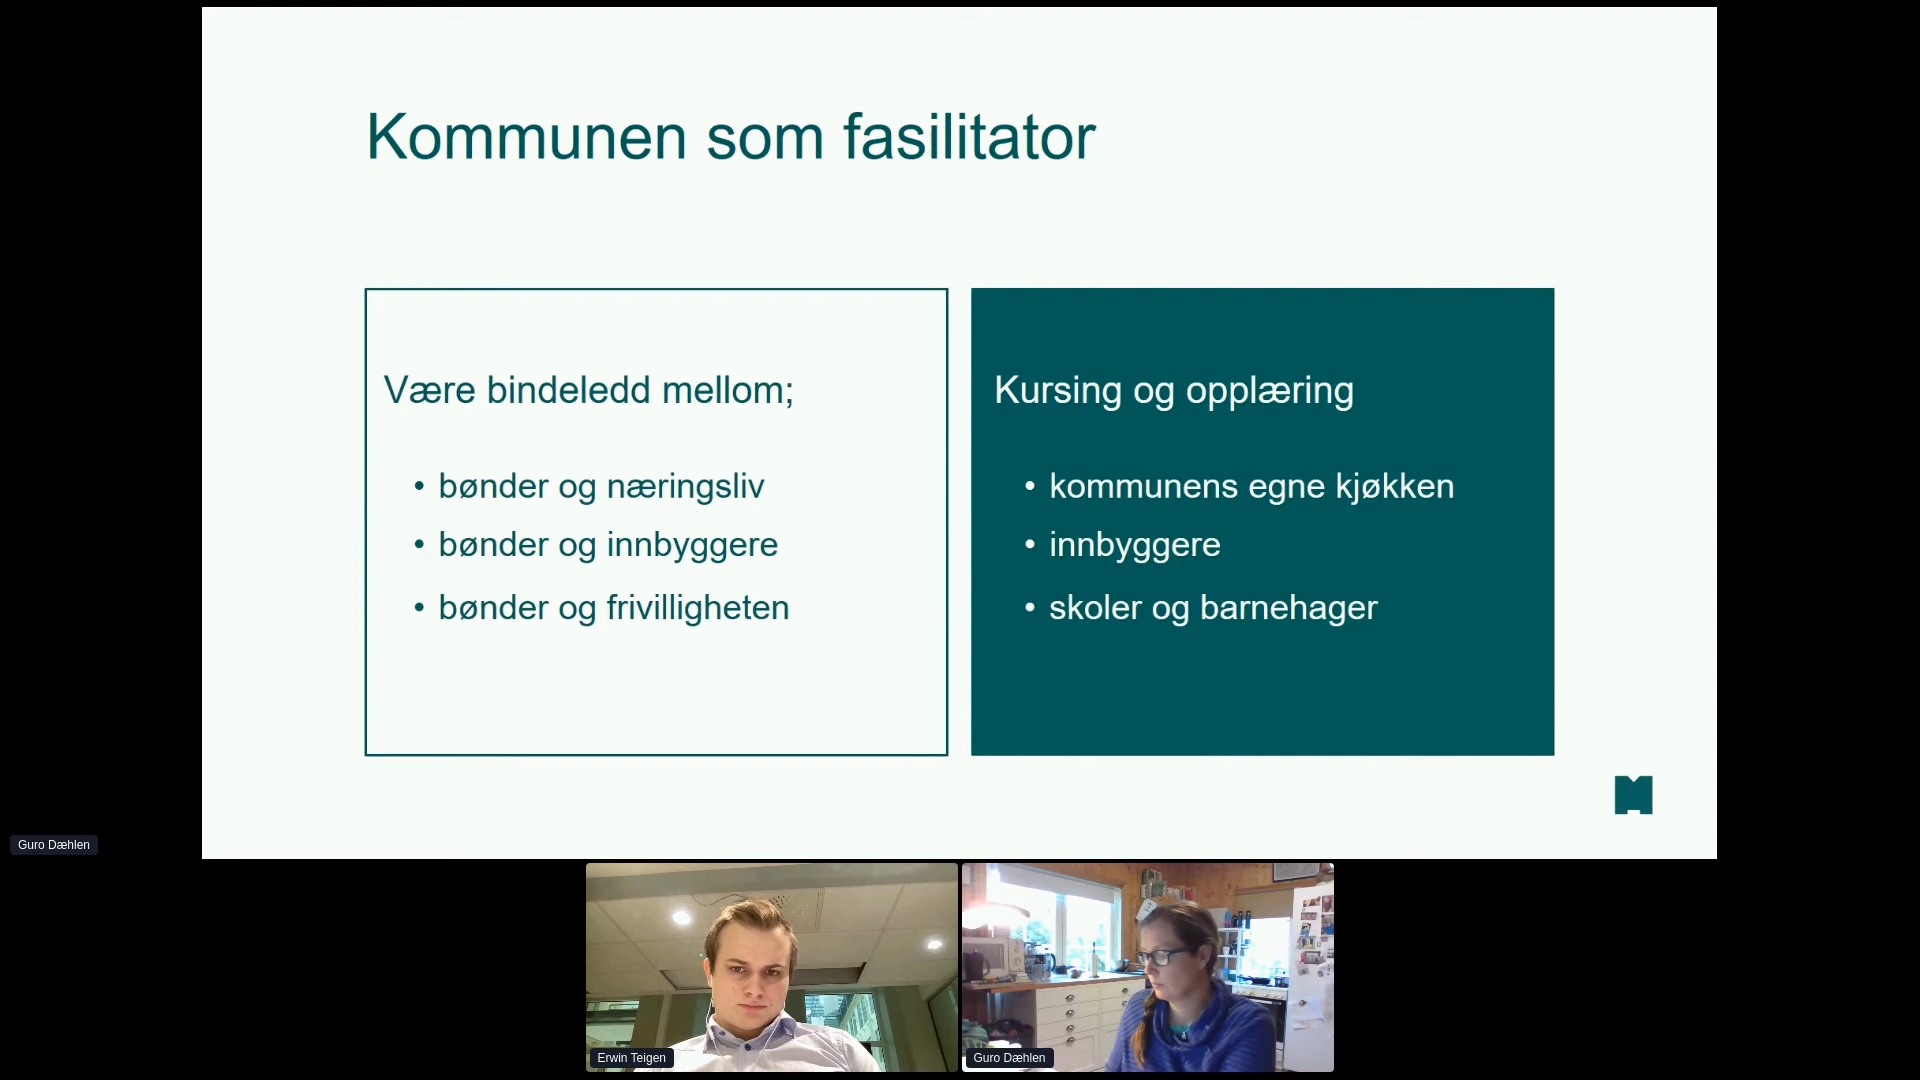 Kommunen som fasilitator
Være bindeledd mellom;
• bønder og næringsliv
• bønder og innbyggere
• bønder og frivilligheten
Kursing og opplæring
• kommunens egne kjøkken
• innbyggere
• skoler og barnehager
Guro Dæhlen
Erwin Teigen
Guro Dæhlen